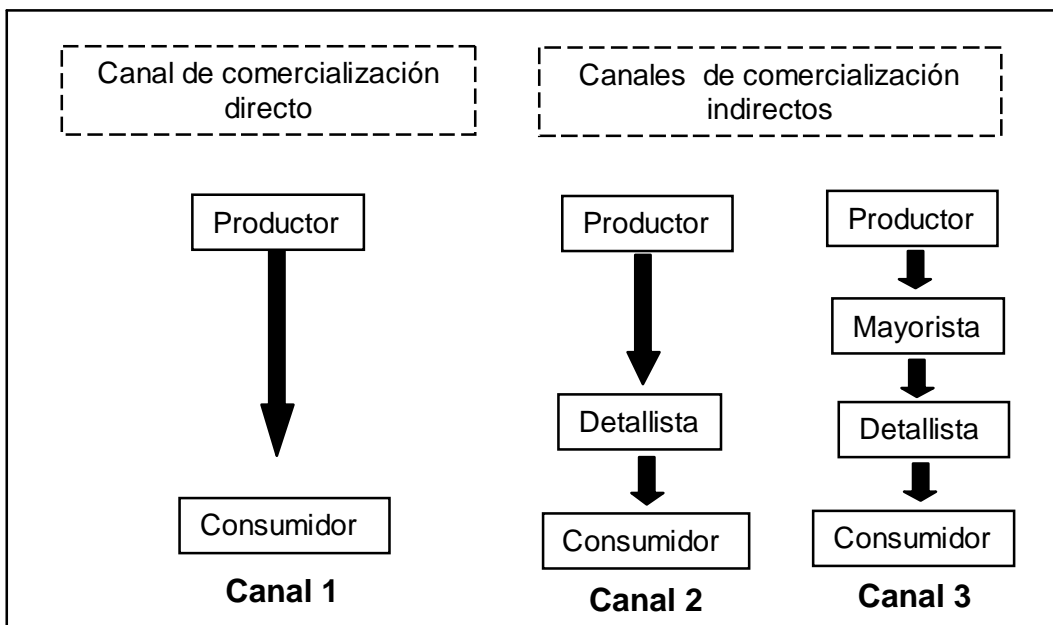 Canal de comercialización
directo
Canales de comercialización
indirectos
Productor
Consumidor
Canal 1
Productor
Detallista
Consumidor
Canal 2
Productor
Mayorista
Detallista
Consumidor
Canal 3